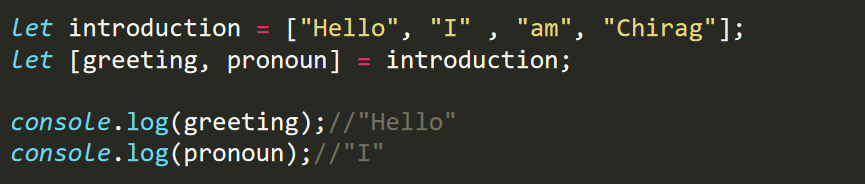 let introduction = ["Hello", "I" , "am", "Chirag"];
let [greeting, pronoun] = introduction;
console.log(greeting);//"Hello"
console.log(pronoun);//"I"